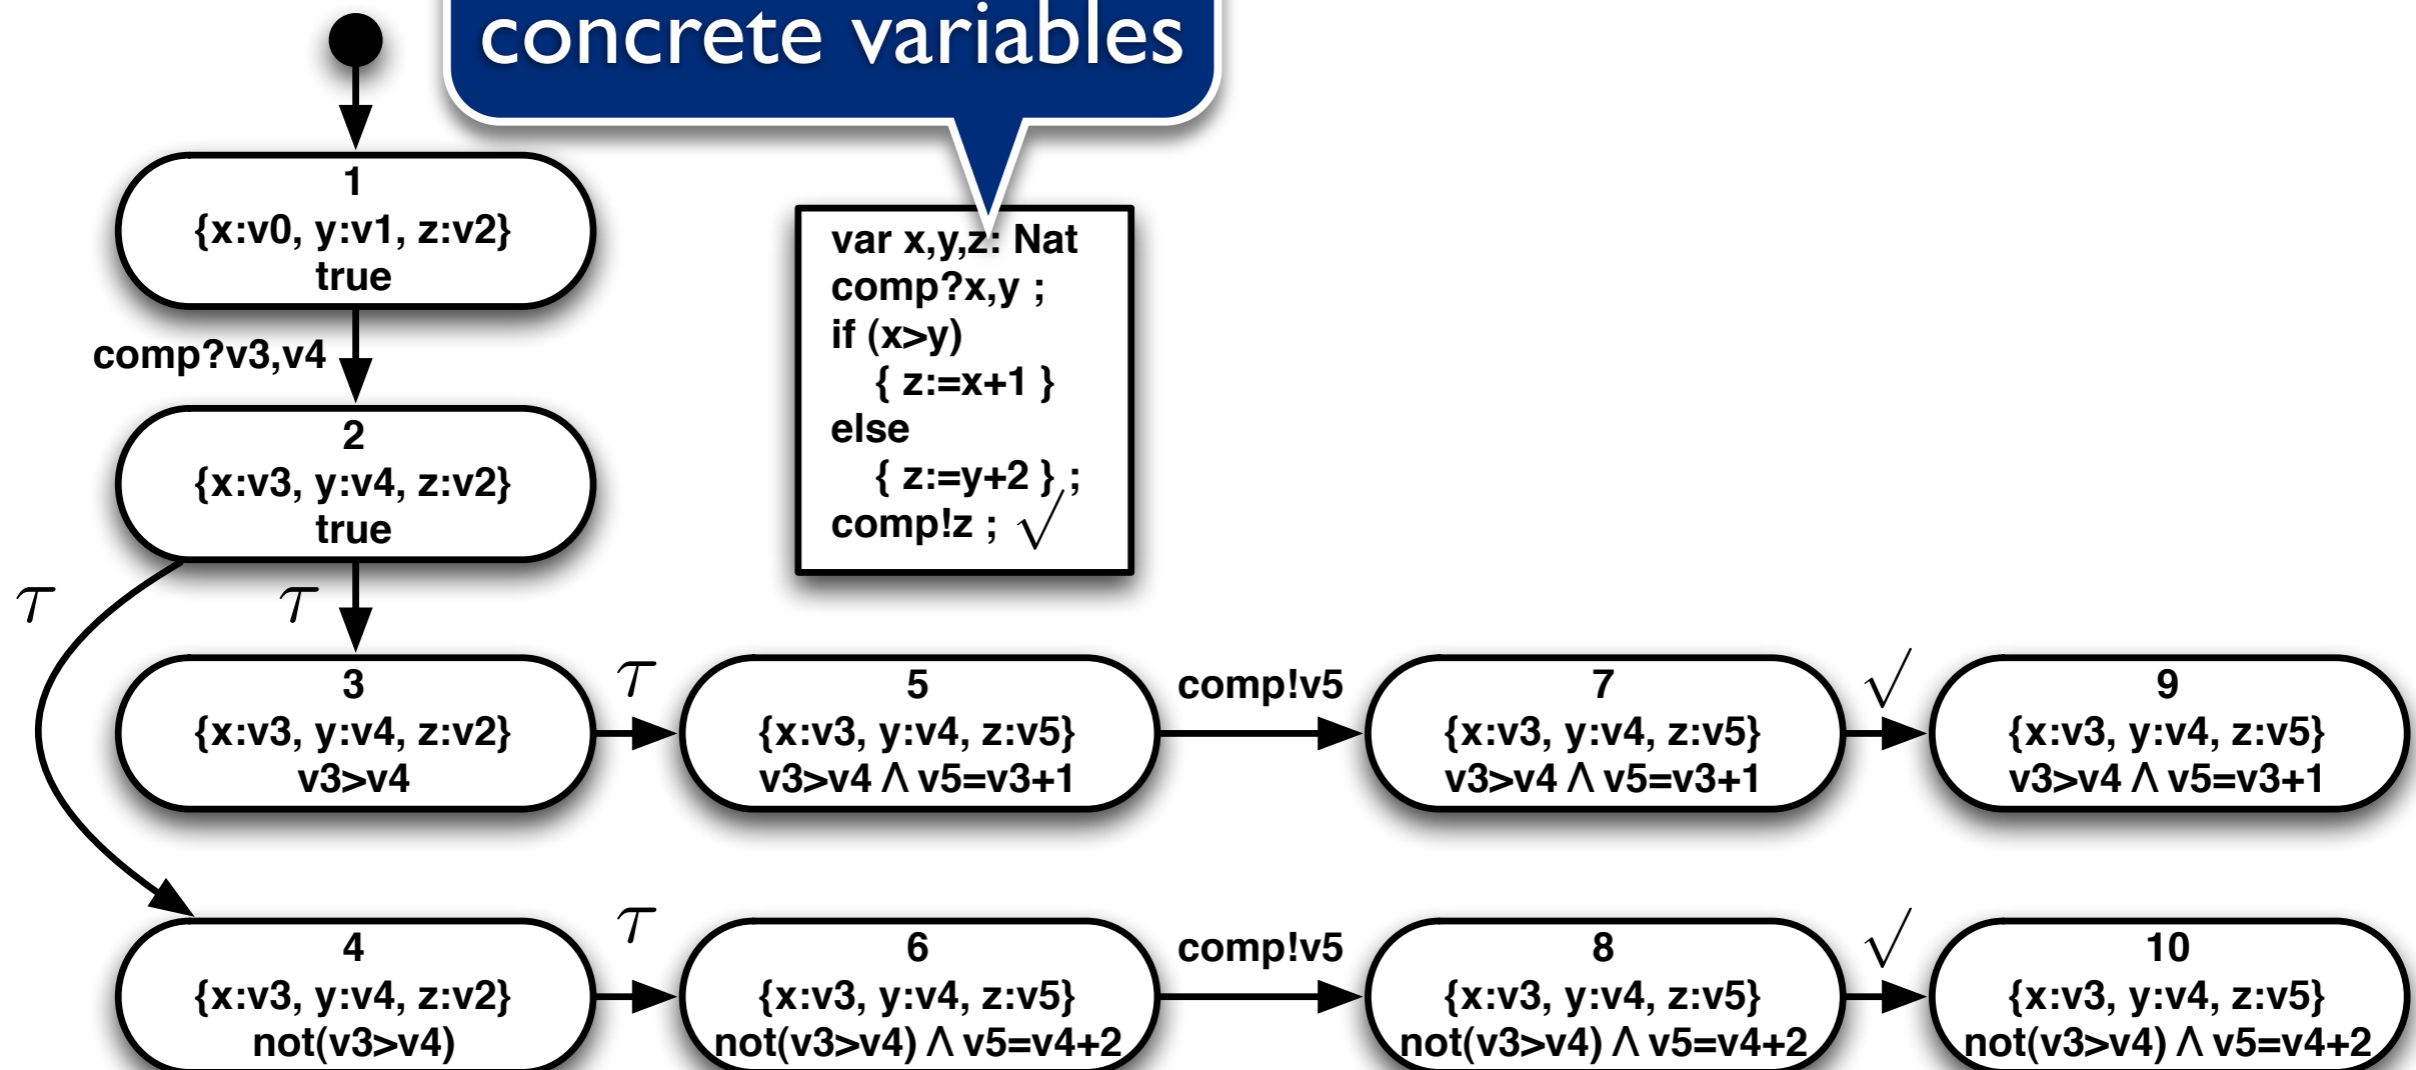 concrete variables
1
{x:v0, y:v1, z:v2}
true
comp?v3,v4
2
{x:v3, y:v4, z:v2}
true
var x,y,z: Nat
comp?x,y ;
if (x>y)
{ z:=x+1 }
else
{ z:=y+2 } ;
comp!z ; √
τ
τ
3
{x:v3, y:v4, z:v2}
v3>v4
τ
5
{x:v3, y:v4, z:v5}
v3>v4 ∧ v5=v3+1
comp!v5
7
{x:v3, y:v4, z:v5}
v3>v4 ∧ v5=v3+1
√
9
{x:v3, y:v4, z:v5}
v3>v4 ∧ v5=v3+1
4
{x:v3, y:v4, z:v2}
not(v3>v4)
τ
6
{x:v3, y:v4, z:v5}
not(v3>v4) ∧ v5=v4+2
comp!v5
8
{x:v3, y:v4, z:v5}
not(v3>v4) ∧ v5=v4+2
√
10
{x:v3, y:v4, z:v5}
not(v3>v4) ∧ v5=v4+2